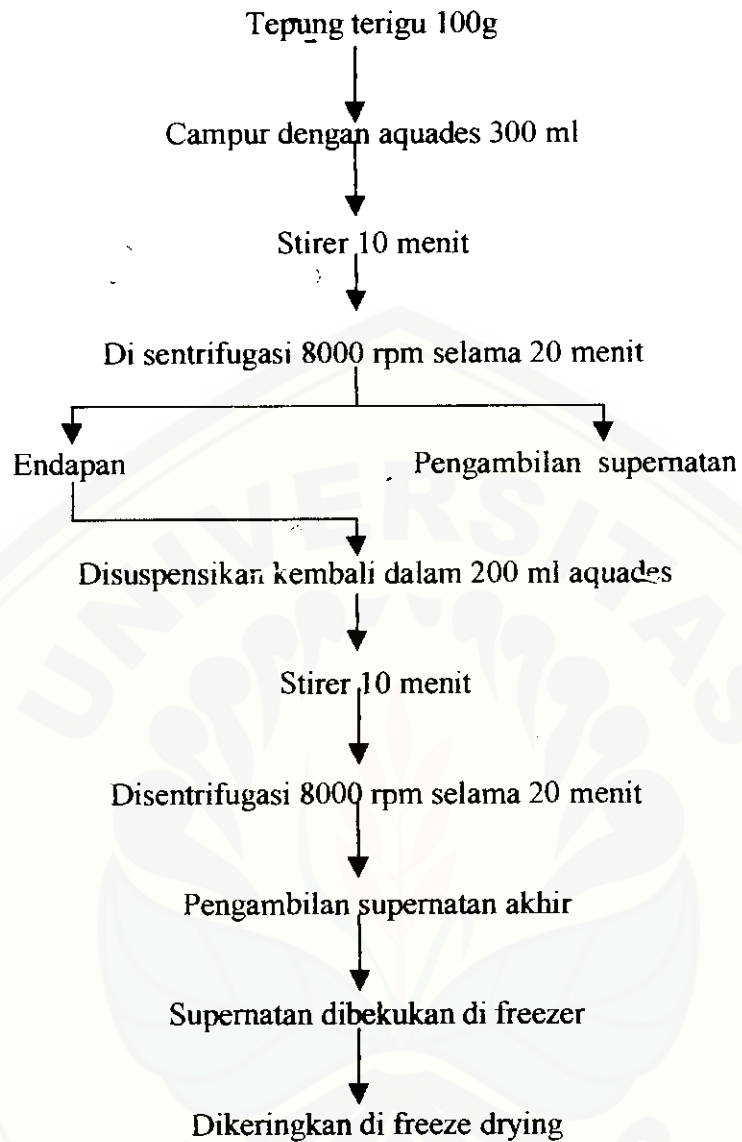 Tepung terigu 100g
Campur dengan aquades 300 ml
Stirer 10 menit
Di sentrifugasi 8000 rpm selama 20 menit
Endapan
Pengambilan supernatan
Disuspensikan kembali dalam 200 ml aquades
Stirer 10 menit
Disentrifugasi 8000 rpm selama 20 menit
Pengambilan supernatan akhir
Supernatan dibekukan di freezer
Dikeringkan di freeze drying
UNIVERSITAS